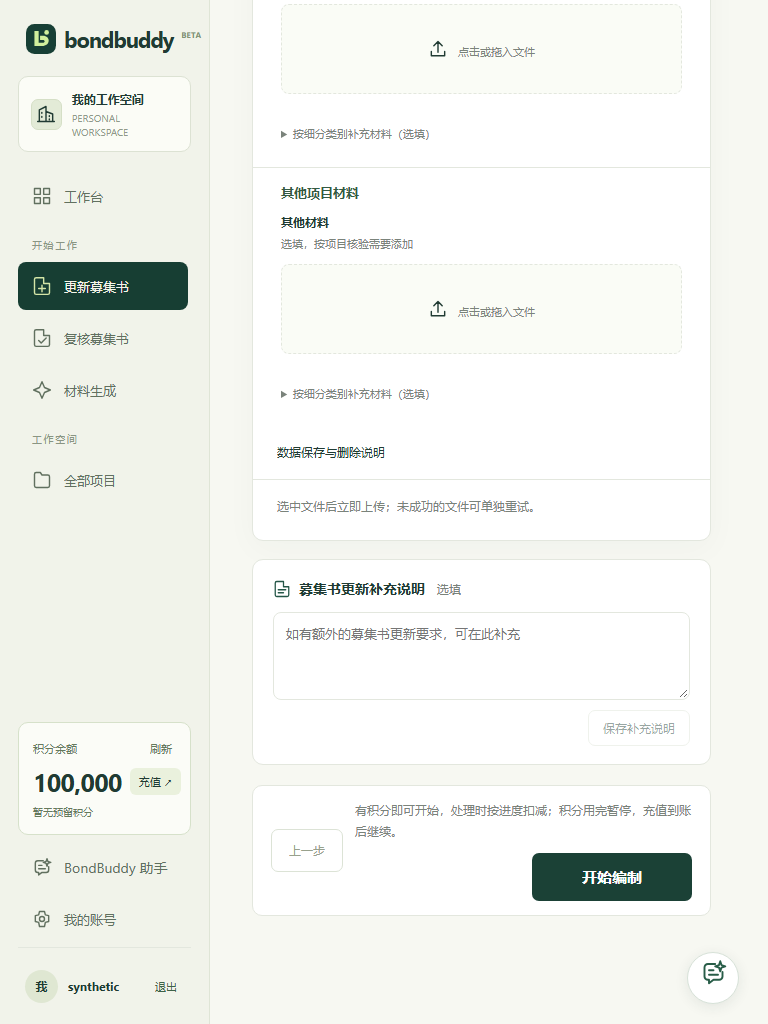 bondbuddy BETA
我的工作空间
PERSONAL
WORKSPACE
工作台
开始工作
更新募集书
复核募集书
材料生成
工作空间
全部项目
积分余额 刷新
100,000 充值 ↗
暂无预留积分
BondBuddy 助手
我的账号
我 synthetic 退出
点击或拖入文件
▶ 按细分类别补充材料（选填）
其他项目材料
其他材料
选填，按项目核验需要添加
点击或拖入文件
▶ 按细分类别补充材料（选填）
数据保存与删除说明
选中文件后立即上传；未成功的文件可单独重试。
募集书更新补充说明 选填
如有额外的募集书更新要求，可在此补充
保存补充说明
有积分即可开始，处理时按进度扣减；积分用完暂停，充值到账
后继续。
上一步
开始编制